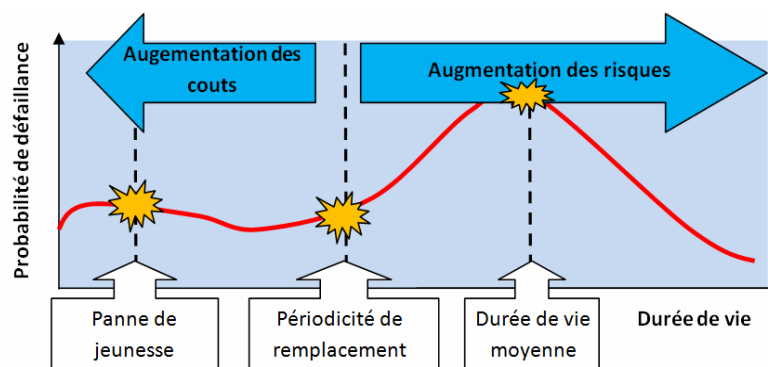 Probabilité de défaillance
Augementation des
couts
Augmentation des risques
Panne de
jeunesse
Périodicité de
remplacement
Durée de vie
moyenne
Durée de vie